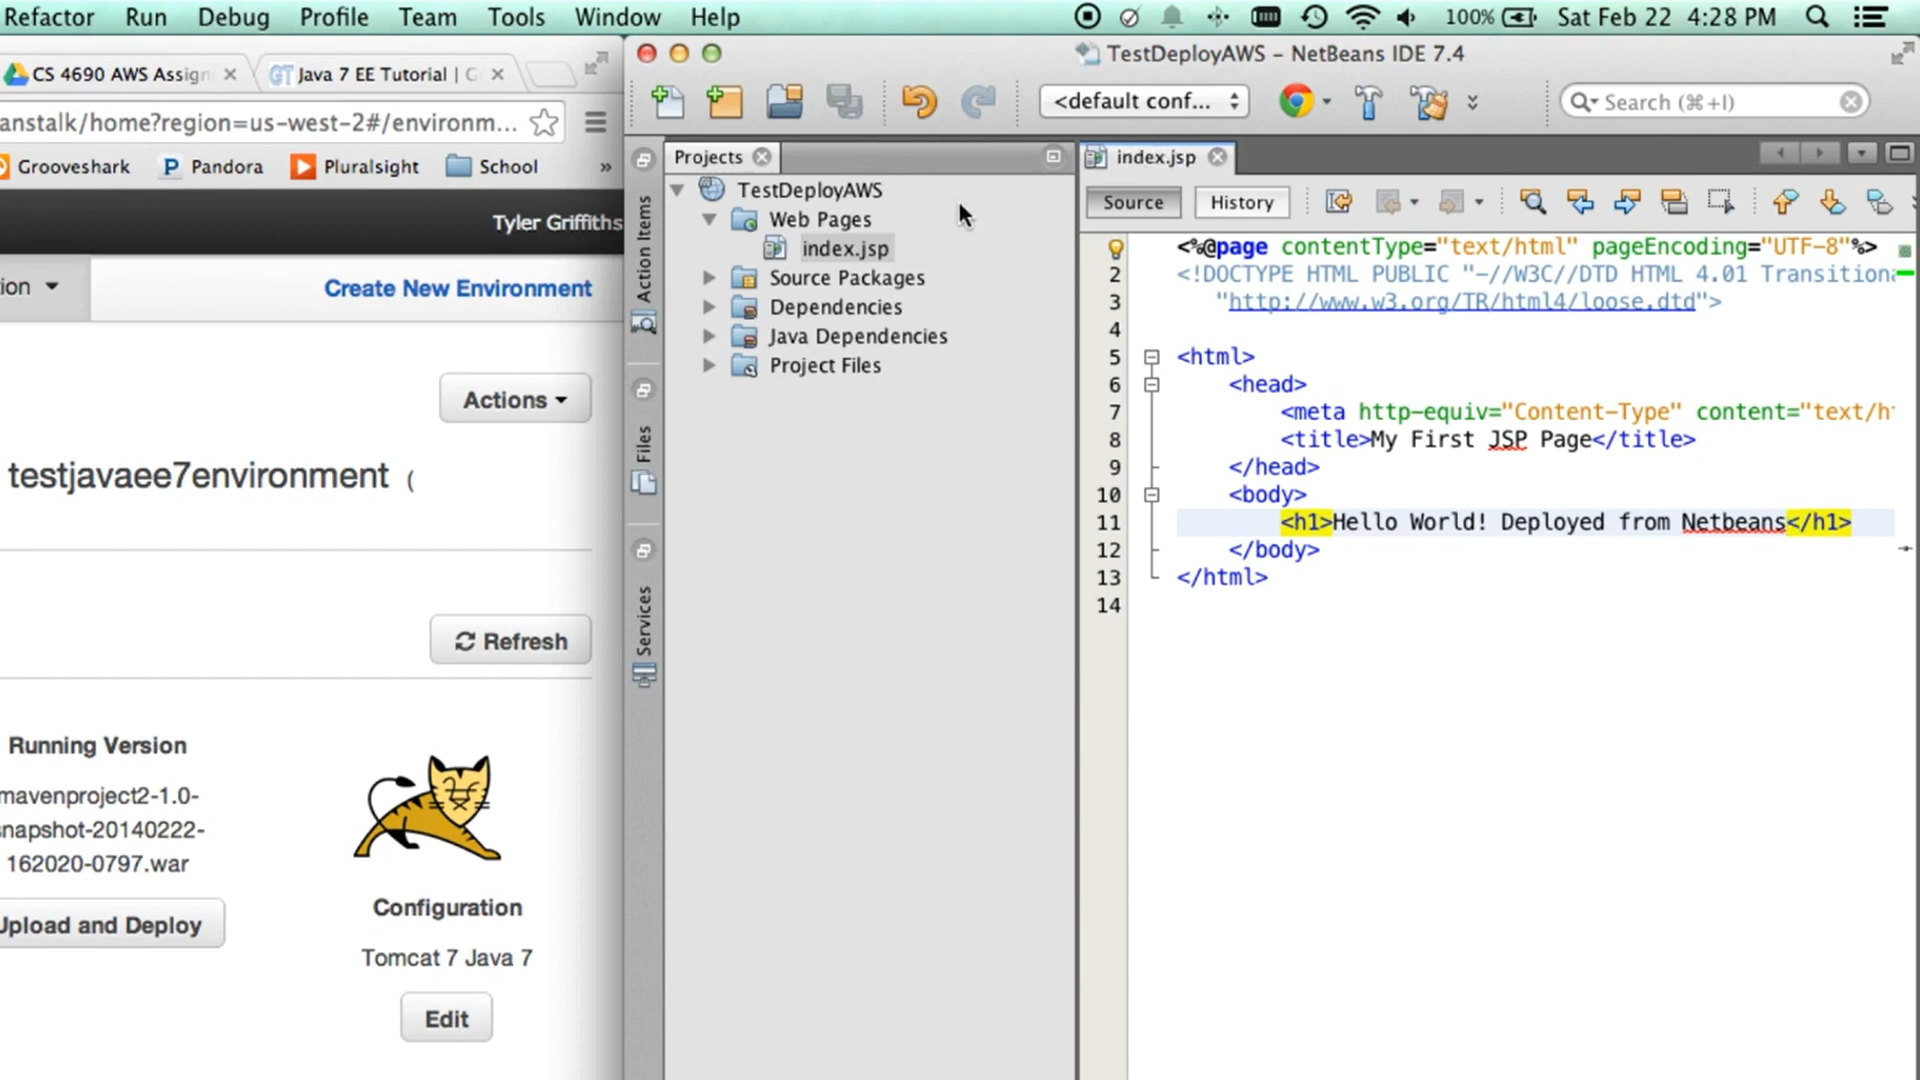 Refactor Run Debug Profile Team Tools Window Help 100% Sat Feb 22 4:28 PM
CS 4690 AWS Assign Java 7 EE Tutorial | G
anstalk/home?region=us-west-2#/environm...
Grooveshark Pandora Pluralsight School »
Tyler Griffiths
ion
Create New Environment
Actions
testjavaee7environment (
Refresh
Running Version
mavenproject2-1.0-
snapshot-20140222-
162020-0797.war
Upload and Deploy
Configuration
Tomcat 7 Java 7
Edit
TestDeployAWS – NetBeans IDE 7.4
<default conf... Search (⌘+I)
Action Items
Files
Services
Projects
TestDeployAWS
Web Pages
index.jsp
Source Packages
Dependencies
Java Dependencies
Project Files
index.jsp
Source History
<%@page contentType="text/html" pageEncoding="UTF-8"%>
2 <!DOCTYPE HTML PUBLIC "-//W3C//DTD HTML 4.01 Transitiona
3 "http://www.w3.org/TR/html4/loose.dtd">
4
5 <html>
6 <head>
7 <meta http-equiv="Content-Type" content="text/h
8 <title>My First JSP Page</title>
9 </head>
10 <body>
11 <h1>Hello World! Deployed from Netbeans</h1>
12 </body>
13 </html>
14